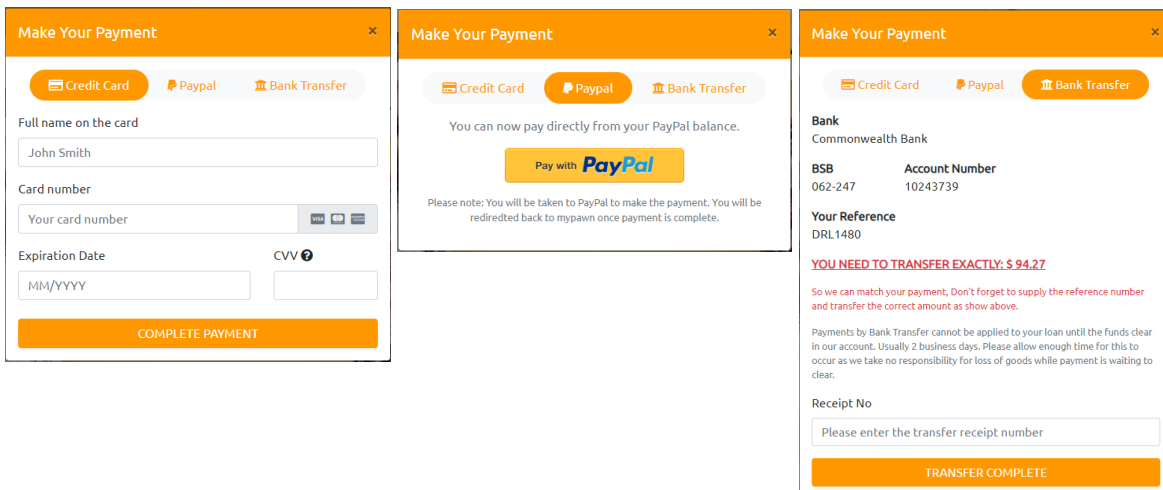 Make Your Payment ×
Credit Card Paypal Bank Transfer
Full name on the card
John Smith
Card number
Your card number VISA
Expiration Date CVV ?
MM/YYYY
COMPLETE PAYMENT
Make Your Payment ×
Credit Card Paypal Bank Transfer
You can now pay directly from your PayPal balance.
Pay with PayPal
Please note: You will be taken to PayPal to make the payment. You will be
rediredted back to mypawn once payment is complete.
Make Your Payment ×
Credit Card Paypal Bank Transfer
Bank
Commonwealth Bank
BSB Account Number
062-247 10243739
Your Reference
DRL1480
YOU NEED TO TRANSFER EXACTLY: $ 94.27
So we can match your payment, Don't forget to supply the reference number
and transfer the correct amount as show above.
Payments by Bank Transfer cannot be applied to your loan until the funds clear
in our account. Usually 2 business days. Please allow enough time for this to
occur as we take no responsibility for loss of goods while payment is waiting to
clear.
Receipt No
Please enter the transfer receipt number
TRANSFER COMPLETE